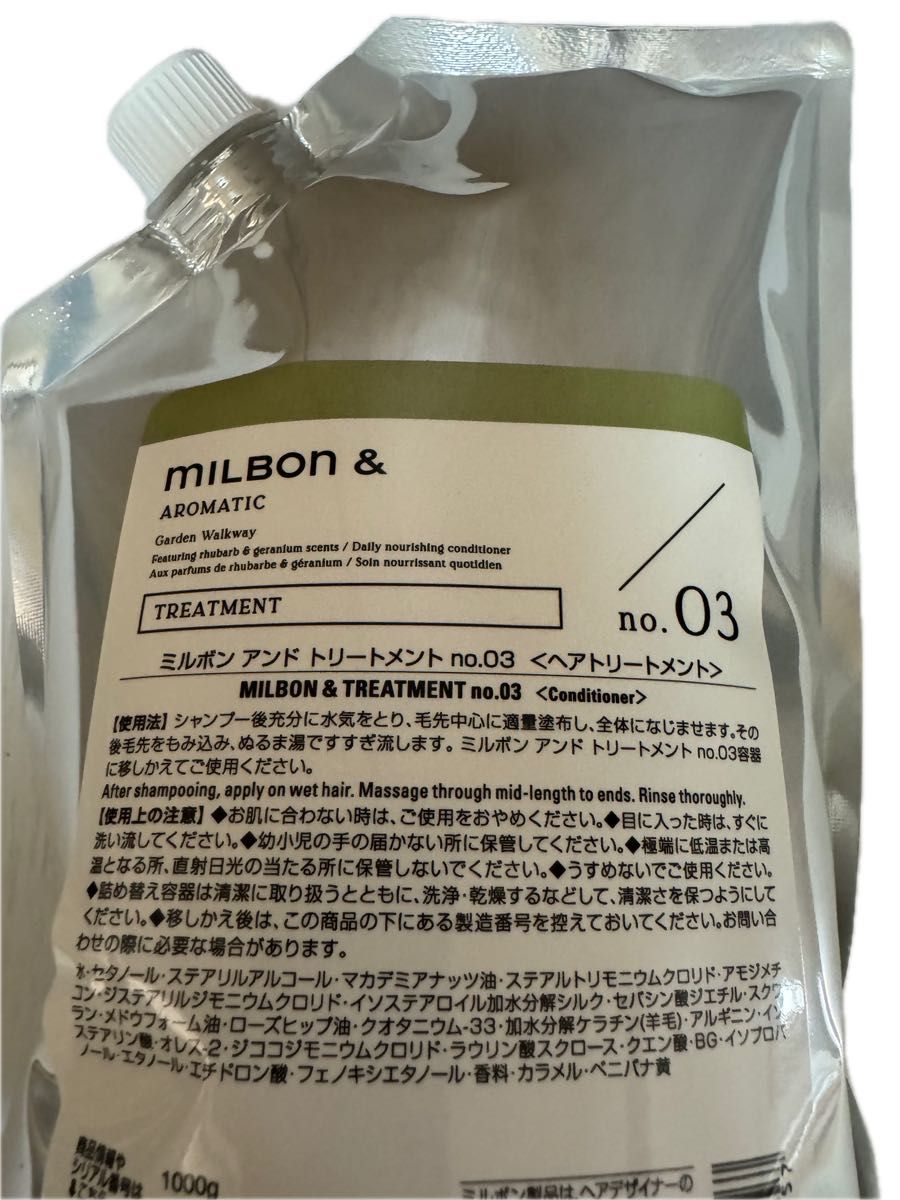 MILBON &
AROMATIC
Garden Walkway
Featuring rhubarb & geranium scents / Daily nourishing conditioner
Aux parfums de rhubarbe & géranium / Soin nourrissant quotidien
TREATMENT
no. 03
ミルボン アンド トリートメント no.03 <ヘアトリートメント>
MILBON & TREATMENT no.03 <Conditioner>
【使用法】シャンプー後充分に水気をとり、毛先中心に適量塗布し、全体になじませます。その
後毛先をもみ込み、ぬるま湯ですすぎ流します。ミルボン アンド トリートメント no.03容器
に移しかえてご使用ください。
After shampooing, apply on wet hair. Massage through mid-length to ends. Rinse thoroughly.
【使用上の注意】◆お肌に合わない時は、ご使用をおやめください。◆目に入った時は、すぐに
洗い流してください。◆幼小児の手の届かない所に保管してください。◆極端に低温または高
温となる所、直射日光の当たる所に保管しないでください。◆うすめないでご使用ください。
◆詰め替え容器は清潔に取り扱うとともに、洗浄・乾燥するなどして、清潔さを保つようにして
ください。◆移しかえ後は、この商品の下にある製造番号を控えておいてください。お問い合
わせの際に必要な場合があります。
水・セタノール・ステアリルアルコール・マカデミアナッツ油・ステアルトリモニウムクロリド・アモジメチ
コン・ジステアリルジモニウムクロリド・イソステアロイル加水分解シルク・セバシン酸ジエチル・スクワ
ラン・メドウフォーム油・ローズヒップ油・クオタニウム-33・加水分解ケラチン(羊毛)・アルギニン・イソ
ステアリン酸・オレス-2・ジココジモニウムクロリド・ラウリン酸スクロース・クエン酸・BG・イソプロパ
ノール・エタノール・エチドロン酸・フェノキシエタノール・香料・カラメル・ベニバナ黄
商品情報や
シリアル番号は
1000g
ミルボン製品は、ヘアデザイナーの